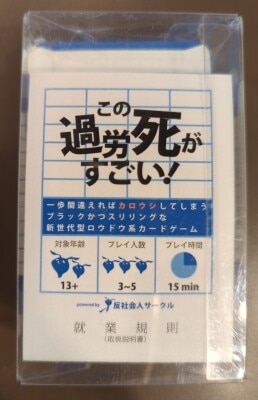 この
過労死が
すごい!
一歩間違えればカロウシしてしまう
ブラックかつスリリングな
新世代型ロウドウ系カードゲーム
対象年齢 プレイ人数 プレイ時間
13+ 3~5 15 min
powered by 反社会人サークル
就業規則
(取扱説明書)